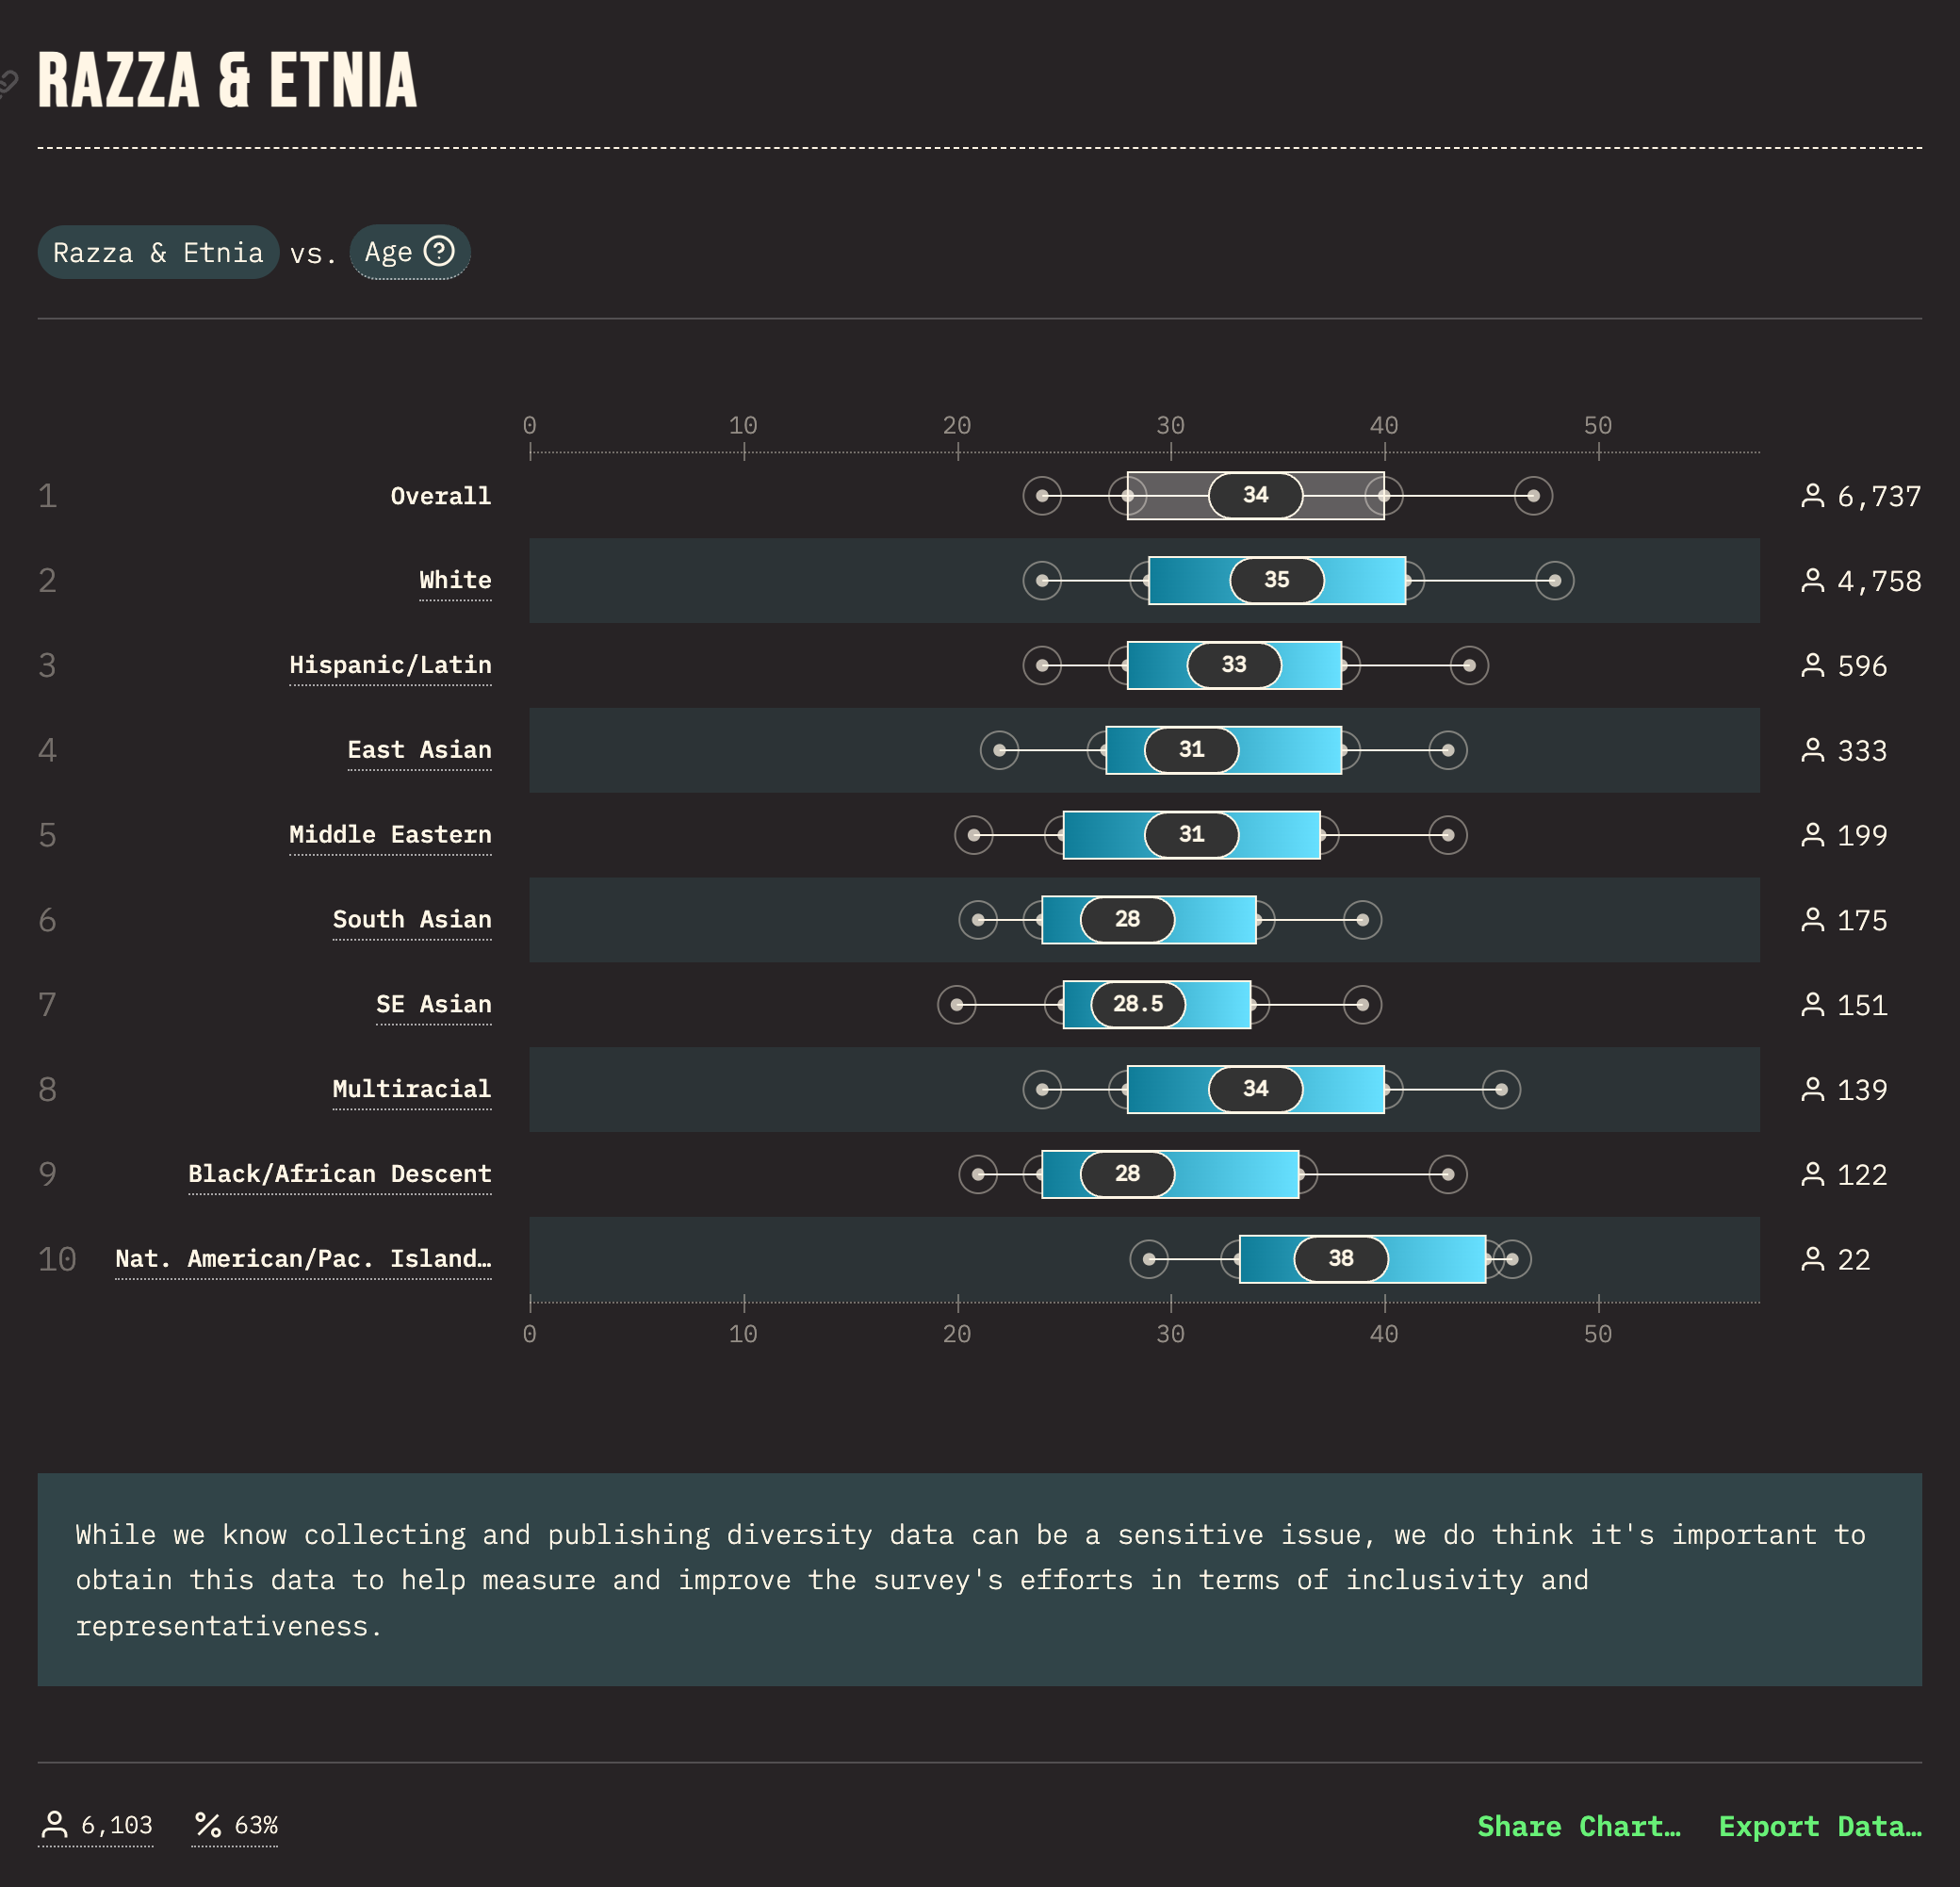 RAZZA & ETNIA
Razza & Etnia vs. Age ?
0 10 20 30 40 50
1 Overall 34 6,737
2 White 35 4,758
3 Hispanic/Latin 33 596
4 East Asian 31 333
5 Middle Eastern 31 199
6 South Asian 28 175
7 SE Asian 28.5 151
8 Multiracial 34 139
9 Black/African Descent 28 122
10 Nat. American/Pac. Island… 38 22
0 10 20 30 40 50
While we know collecting and publishing diversity data can be a sensitive issue, we do think it's important to
obtain this data to help measure and improve the survey's efforts in terms of inclusivity and
representativeness.
6,103 % 63% Share Chart… Export Data…